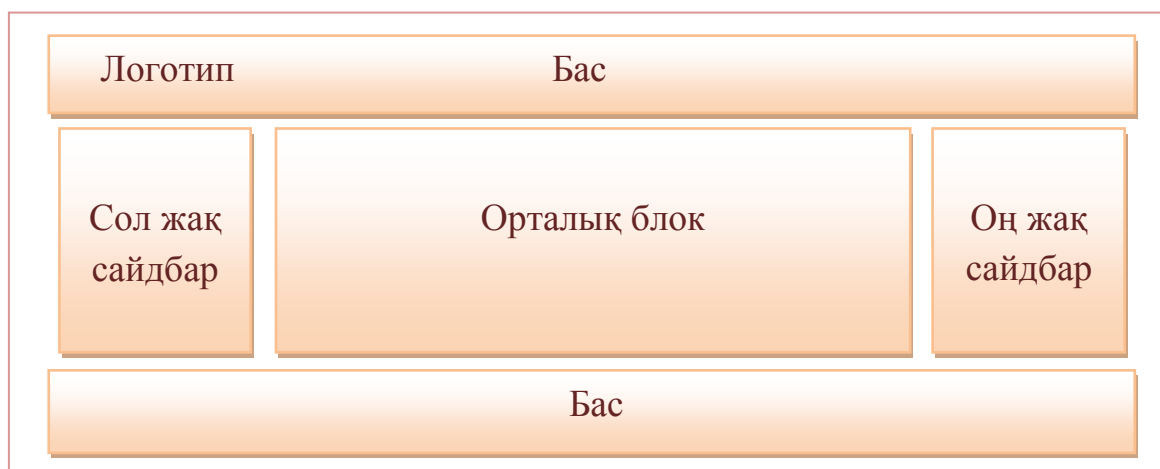 Логотип Бас
Сол жақ
сайдбар
Орталық блок
Оң жақ
сайдбар
Бас